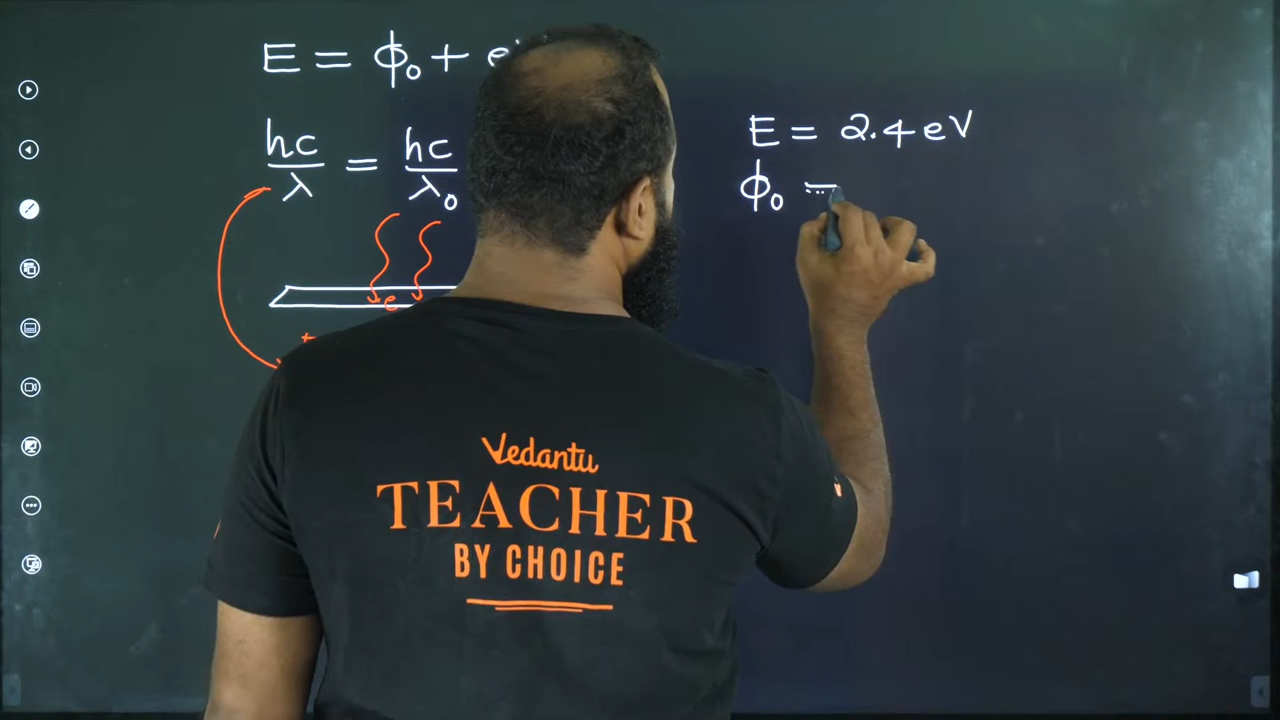 E = ϕ₀ + e
hc/λ = hc/λ₀
e
E = 2.4 eV
ϕ₀ =
Vedantu
TEACHER
BY CHOICE